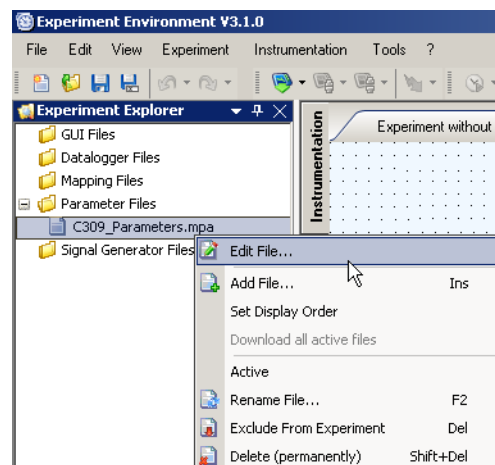 Experiment Environment V3.1.0
File Edit View Experiment Instrumentation Tools ?
Experiment Explorer
GUI Files
Datalogger Files
Mapping Files
Parameter Files
C309_Parameters.mpa
Signal Generator Files
Instrumentation
Experiment without
Edit File...
Add File... Ins
Set Display Order
Download all active files
Active
Rename File... F2
Exclude From Experiment Del
Delete (permanently) Shift+Del